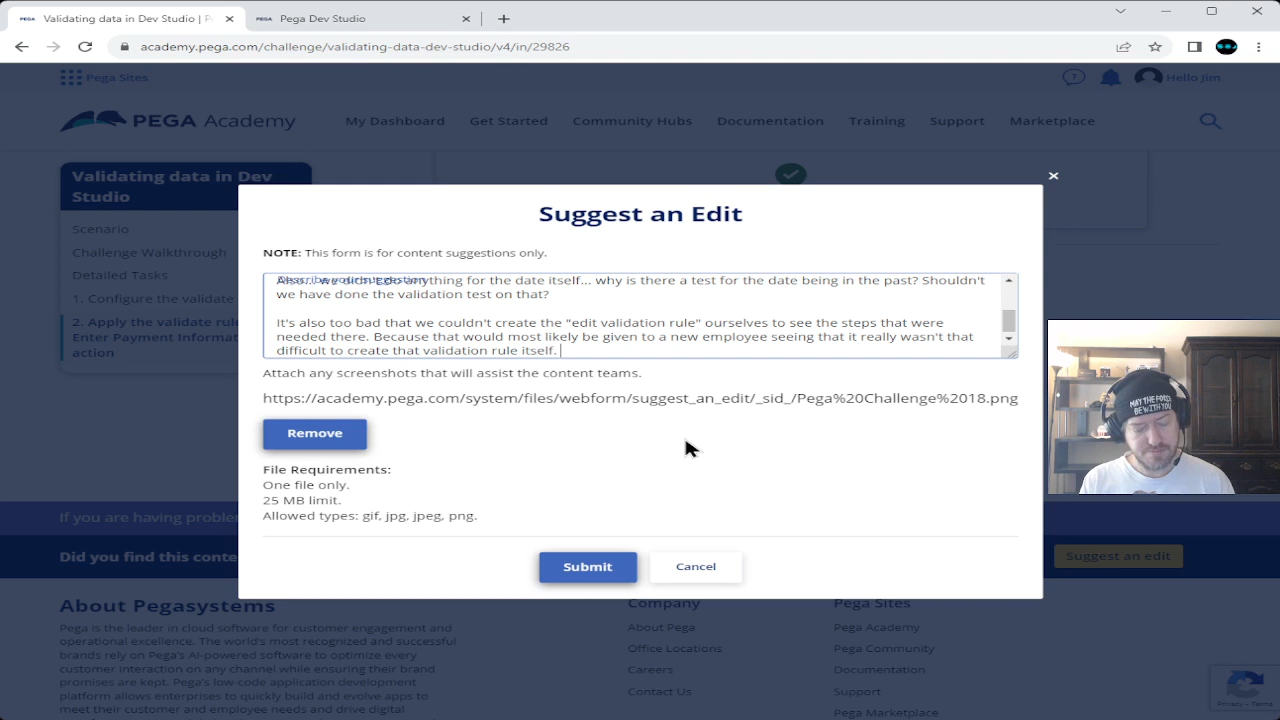 Validating data in Dev Studio | P
Pega Dev Studio
academy.pega.com/challenge/validating-data-dev-studio/v4/in/29826
Pega Sites
Hello Jim
PEGA Academy
My Dashboard
Get Started
Community Hubs
Documentation
Training
Support
Marketplace
Validating data in Dev
Studio
Scenario
Challenge Walkthrough
Detailed Tasks
1. Configure the validate
2. Apply the validate rule
Enter Payment Informat
action
Suggest an Edit
NOTE: This form is for content suggestions only.
Describe your suggestion
Also... we didn't do anything for the date itself... why is there a test for the date being in the past? Shouldn't
we have done the validation test on that?
It's also too bad that we couldn't create the "edit validation rule" ourselves to see the steps that were
needed there. Because that would most likely be given to a new employee seeing that it really wasn't that
difficult to create that validation rule itself.
Attach any screenshots that will assist the content teams.
https://academy.pega.com/system/files/webform/suggest_an_edit/_sid_/Pega%20Challenge%2018.png
Remove
File Requirements:
One file only.
25 MB limit.
Allowed types: gif, jpg, jpeg, png.
Submit
Cancel
MAY THE FORCE
BE WITH YOU
If you are having problem
Did you find this conte
Suggest an edit
About Pegasystems
Pega is the leader in cloud software for customer engagement and
operational excellence. The world's most recognized and successful
brands rely on Pega's AI-powered software to optimize every
customer interaction on any channel while ensuring their brand
promises are kept. Pega's low-code application development
platform allows enterprises to quickly build and evolve apps to
meet their customer and employee needs and drive digital
Company
About Pega
Office Locations
Careers
Contact Us
Pega Sites
Pega Academy
Pega Community
Documentation
Support
Pega Marketplace
Privacy - Terms